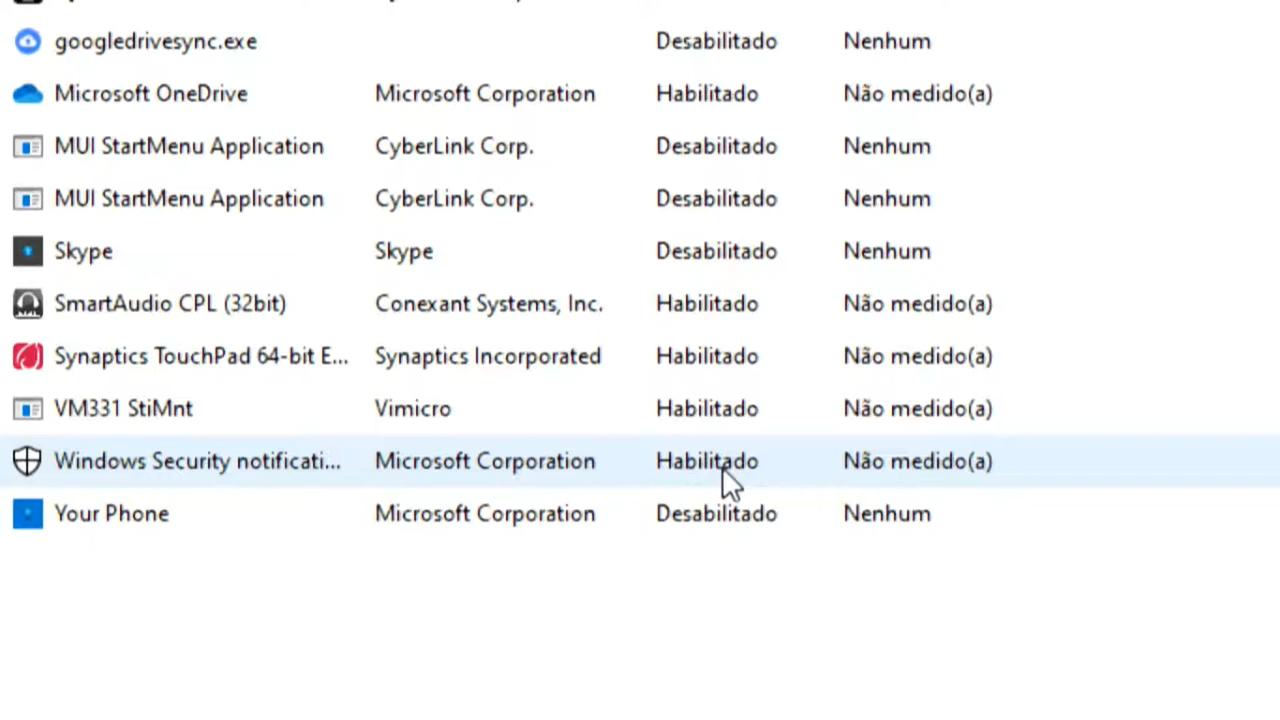 googledrivesync.exe Desabilitado Nenhum
Microsoft OneDrive Microsoft Corporation Habilitado Não medido(a)
MUI StartMenu Application CyberLink Corp. Desabilitado Nenhum
MUI StartMenu Application CyberLink Corp. Desabilitado Nenhum
Skype Skype Desabilitado Nenhum
SmartAudio CPL (32bit) Conexant Systems, Inc. Habilitado Não medido(a)
Synaptics TouchPad 64-bit E... Synaptics Incorporated Habilitado Não medido(a)
VM331 StiMnt Vimicro Habilitado Não medido(a)
Windows Security notificati... Microsoft Corporation Habilitado Não medido(a)
Your Phone Microsoft Corporation Desabilitado Nenhum